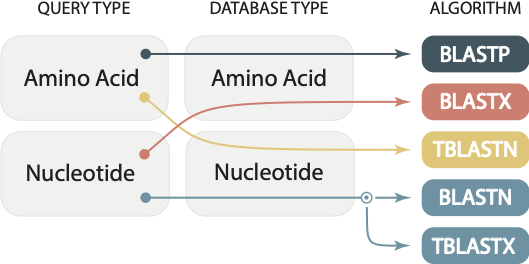 QUERY TYPE DATABASE TYPE ALGORITHM
Amino Acid Amino Acid BLASTP
BLASTX
TBLASTN
Nucleotide Nucleotide BLASTN
TBLASTX